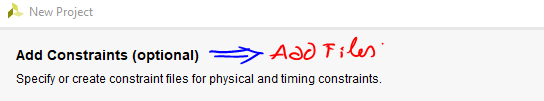 New Project
Add Constraints (optional) Add Files
Specify or create constraint files for physical and timing constraints.